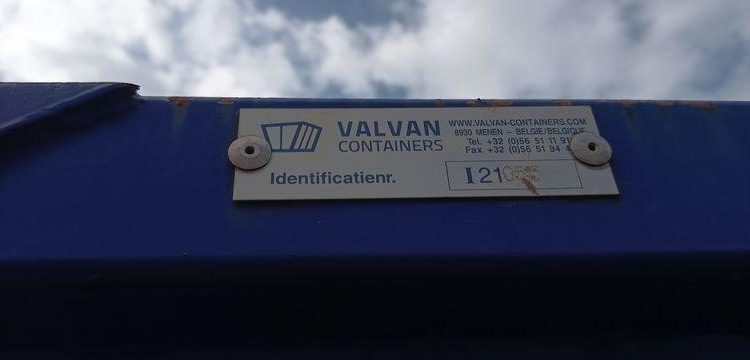 VALVAN
CONTAINERS
WWW.VALVAN-CONTAINERS.COM
8930 MENEN - BELGIE/BELGIQUE
Tel. +32 (0)56 51 11 91
Fax +32 (0)56 51 94 4
Identificatienr.